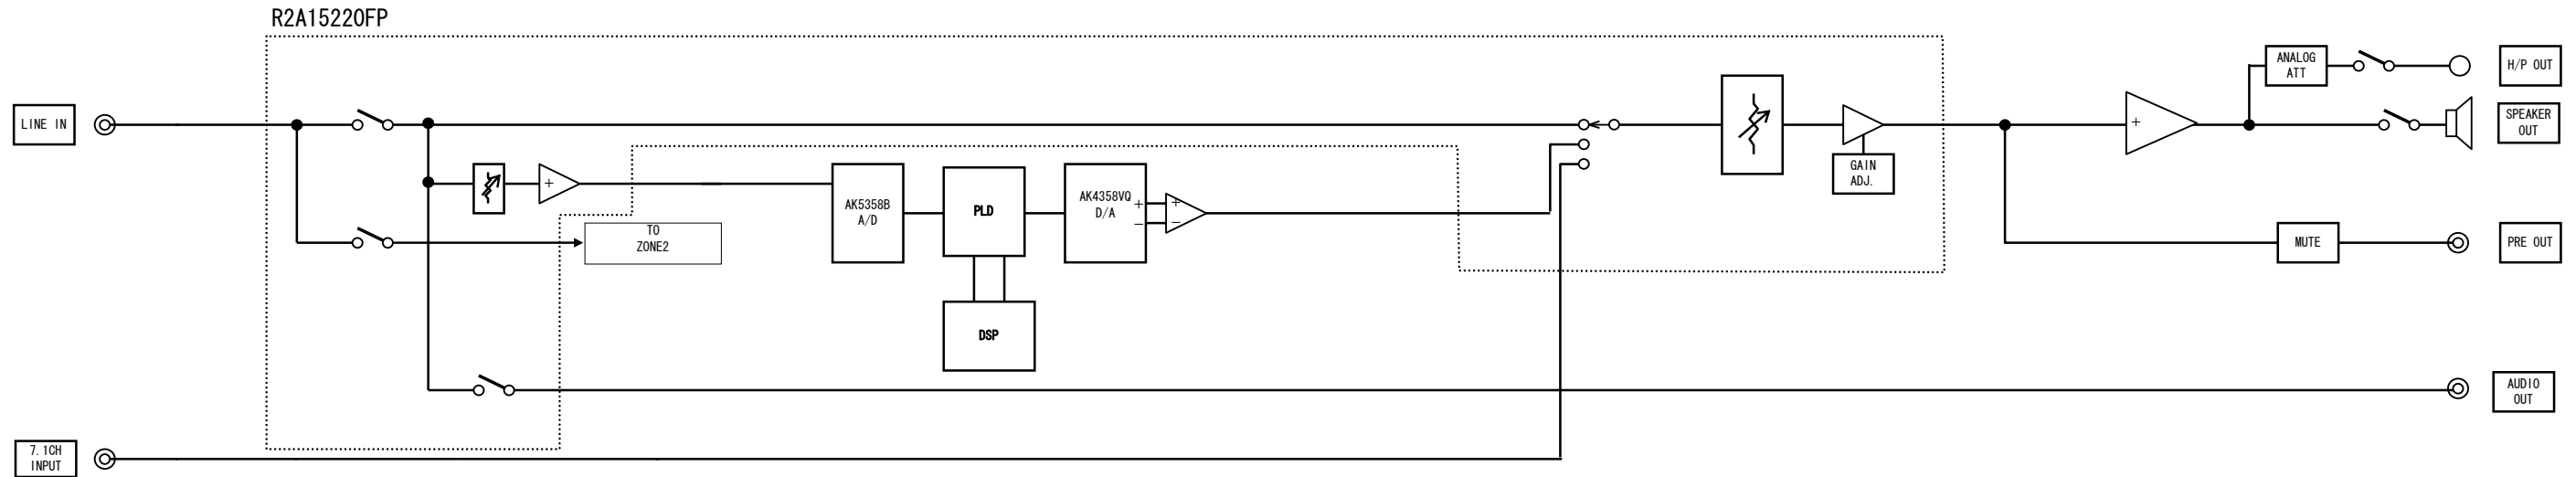 R2A15220FP
LINE IN
ANALOG
ATT
H/P OUT
SPEAKER
OUT
+
GAIN
ADJ.
+
AK5358B
A/D
PLD
AK4358VQ
D/A
+
−
+
−
TO
ZONE2
MUTE
PRE OUT
DSP
AUDIO
OUT
7.1CH
INPUT